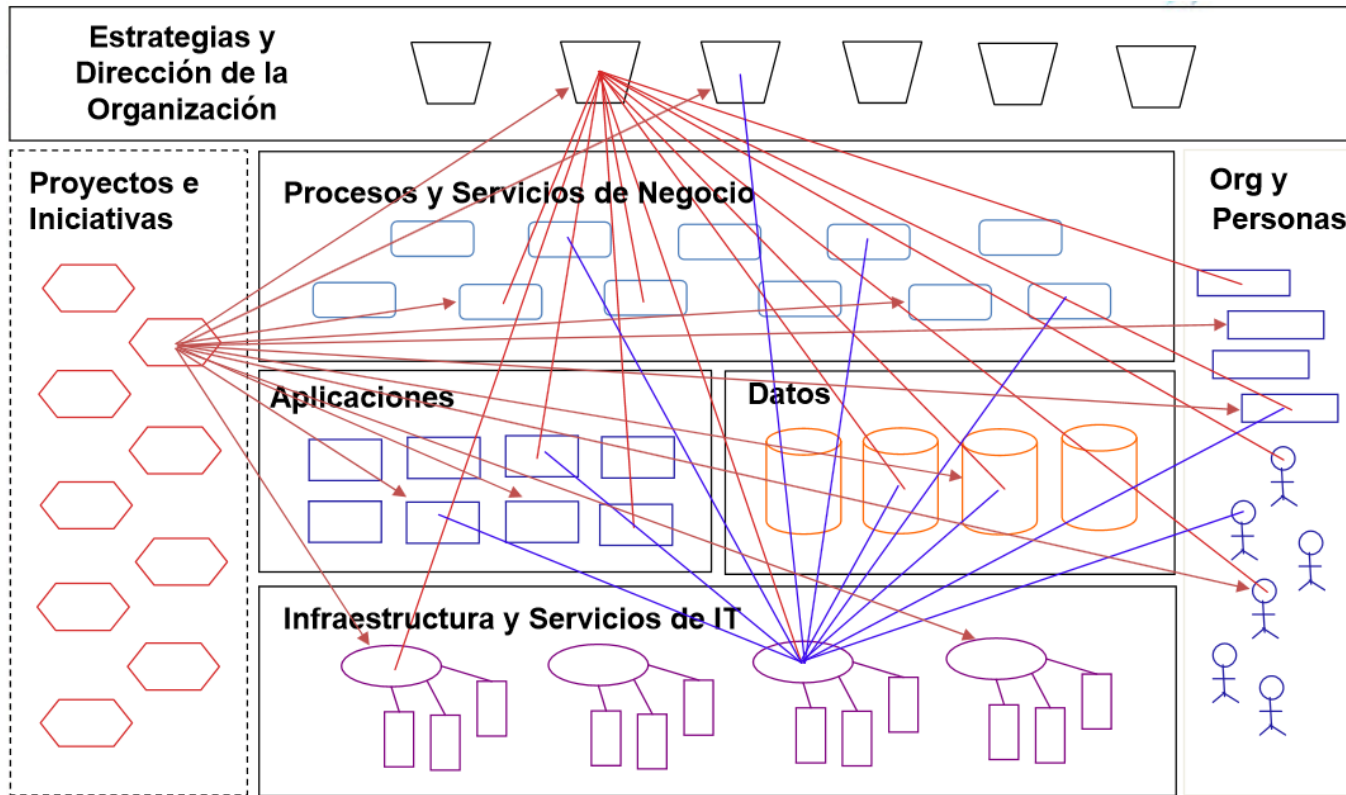 Estrategias y
Dirección de la
Organización
Proyectos e
Iniciativas
Procesos y Servicios de Negocio
Org y
Personas
Aplicaciones
Datos
Infraestructura y Servicios de IT